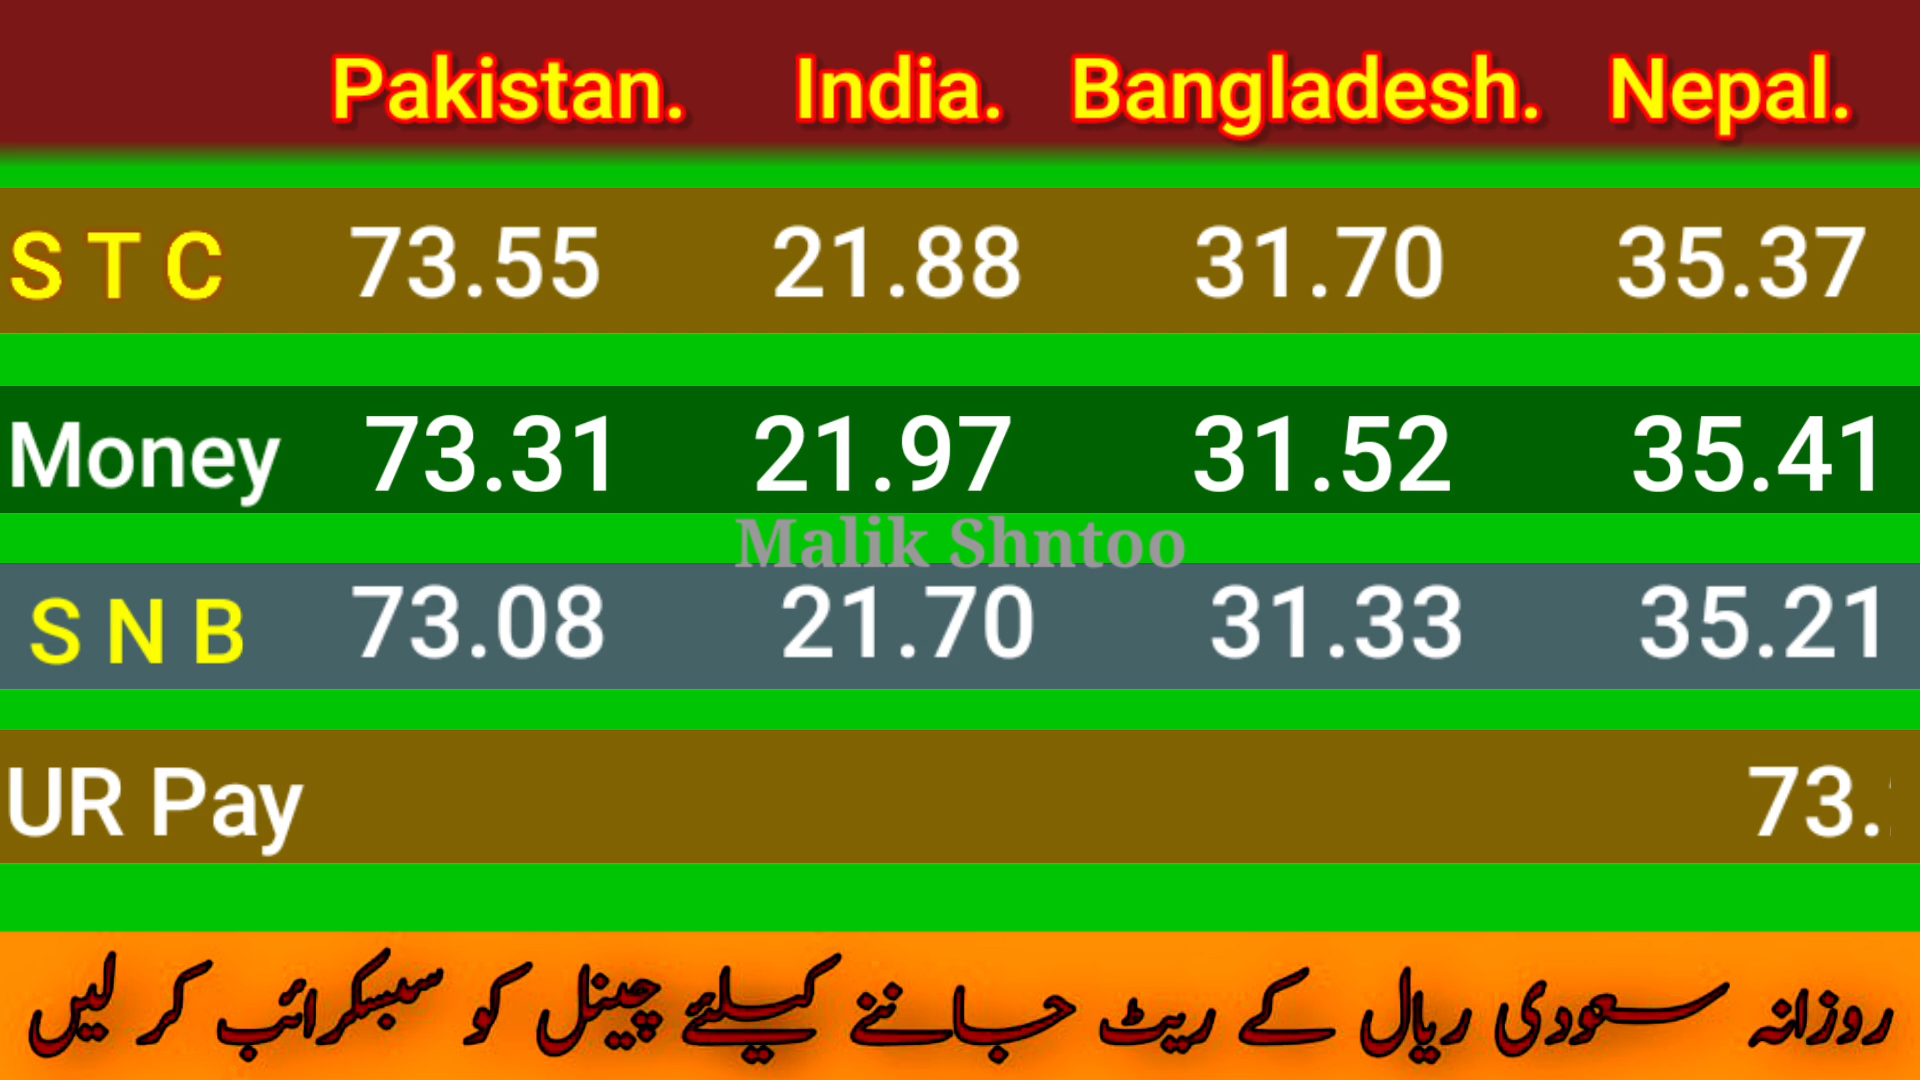 Pakistan. India. Bangladesh. Nepal.
S T C 73.55 21.88 31.70 35.37
Money 73.31 21.97 31.52 35.41
Malik Shntoo
S N B 73.08 21.70 31.33 35.21
UR Pay 73.
روزانہ سعودی ریال کے ریٹ جاننے کیلئے چینل کو سبسکرائب کر لیں